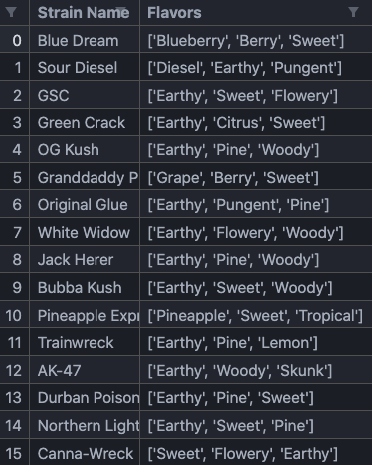 Strain Name Flavors
0 Blue Dream ['Blueberry', 'Berry', 'Sweet']
1 Sour Diesel ['Diesel', 'Earthy', 'Pungent']
2 GSC ['Earthy', 'Sweet', 'Flowery']
3 Green Crack ['Earthy', 'Citrus', 'Sweet']
4 OG Kush ['Earthy', 'Pine', 'Woody']
5 Granddaddy P ['Grape', 'Berry', 'Sweet']
6 Original Glue ['Earthy', 'Pungent', 'Pine']
7 White Widow ['Earthy', 'Flowery', 'Woody']
8 Jack Herer ['Earthy', 'Pine', 'Woody']
9 Bubba Kush ['Earthy', 'Sweet', 'Woody']
10 Pineapple Expr ['Pineapple', 'Sweet', 'Tropical']
11 Trainwreck ['Earthy', 'Pine', 'Lemon']
12 AK-47 ['Earthy', 'Woody', 'Skunk']
13 Durban Poison ['Earthy', 'Pine', 'Sweet']
14 Northern Light ['Earthy', 'Sweet', 'Pine']
15 Canna-Wreck ['Sweet', 'Flowery', 'Earthy']